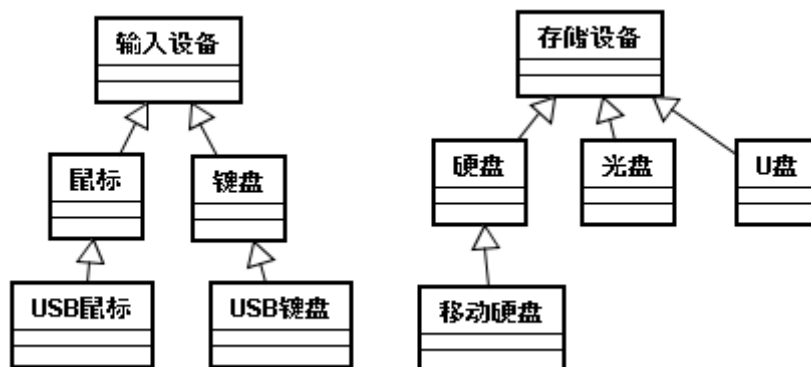 输入设备
存储设备
鼠标
键盘
硬盘
光盘
U盘
USB鼠标
USB键盘
移动硬盘